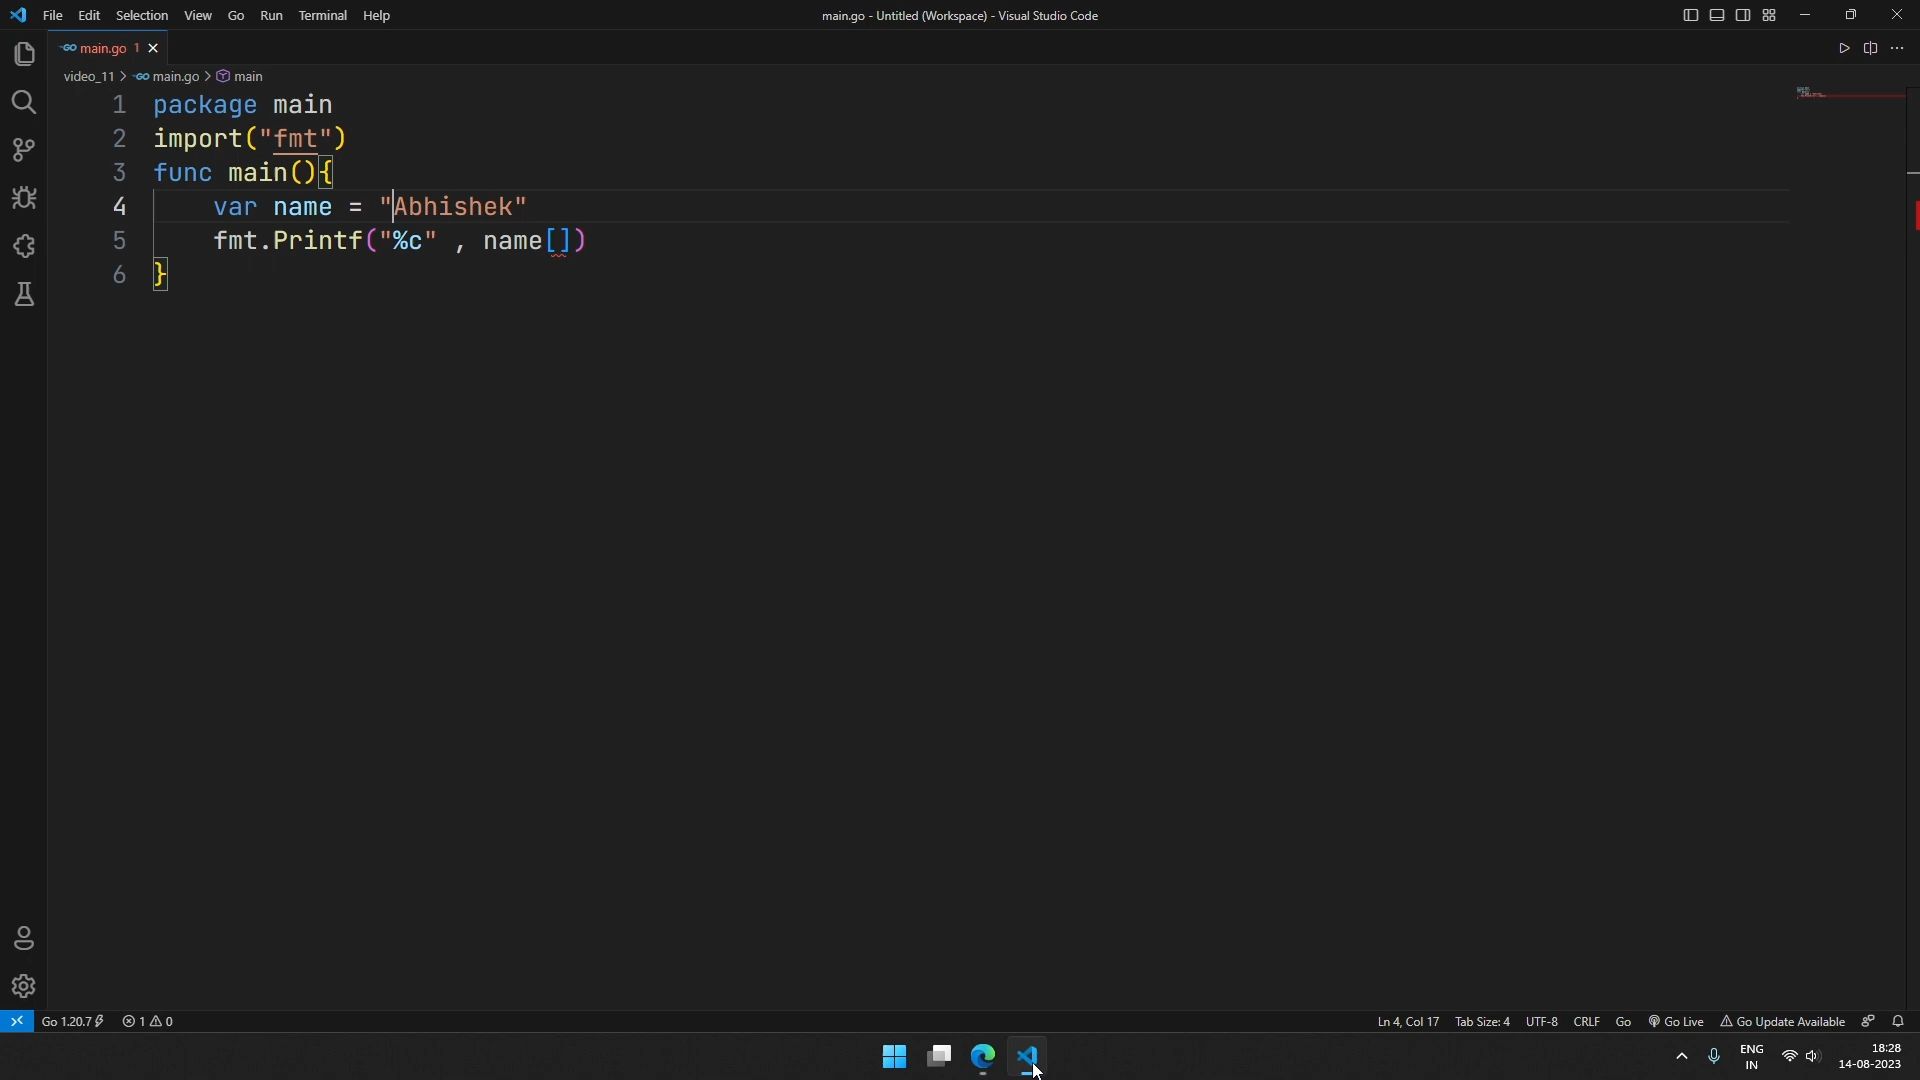 File Edit Selection View Go Run Terminal Help
main.go - Untitled (Workspace) - Visual Studio Code
GO main.go 1
video_11 > GO main.go > main
1 package main
2 import("fmt")
3 func main(){
4 var name = "Abhishek"
5 fmt.Printf("%c" , name[])
6 }
Go 1.20.7 1 0
Ln 4, Col 17 Tab Size: 4 UTF-8 CRLF Go Go Live Go Update Available
ENG
IN
18:28
14-08-2023